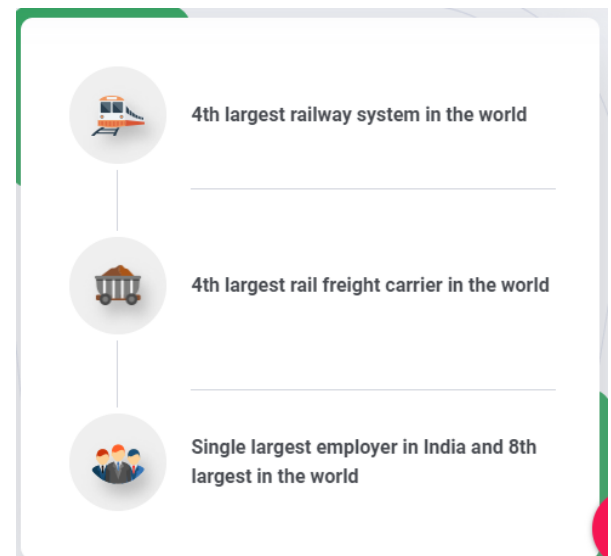 4th largest railway system in the world
4th largest rail freight carrier in the world
Single largest employer in India and 8th
largest in the world